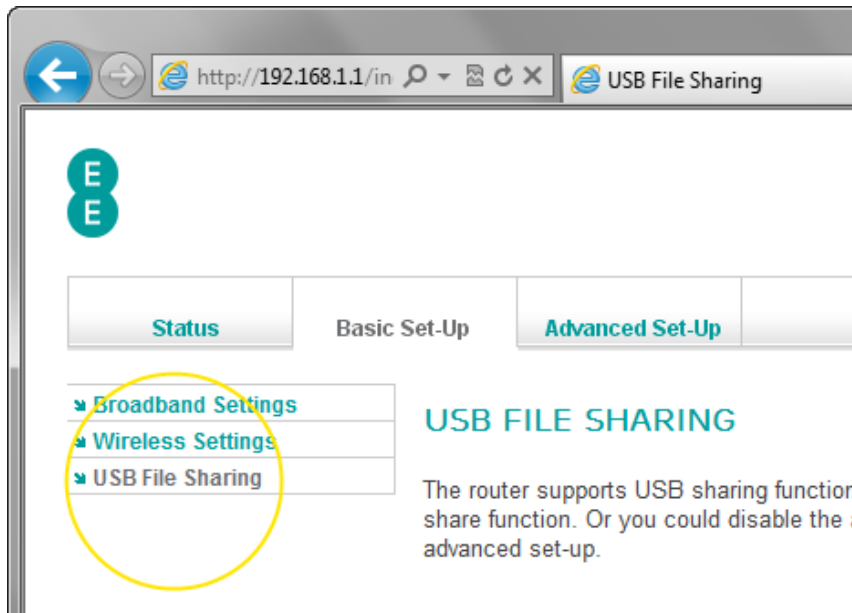 http://192.168.1.1/in
USB File Sharing
E
E
Status
Basic Set-Up
Advanced Set-Up
Broadband Settings
Wireless Settings
USB File Sharing
USB FILE SHARING
The router supports USB sharing function
share function. Or you could disable the
advanced set-up.